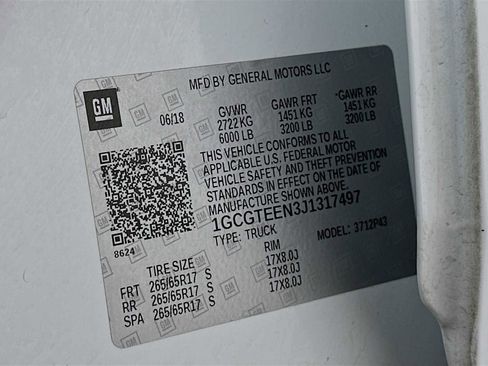 MFD BY GENERAL MOTORS LLC
GM
06/18
GVWR GAWR FRT GAWR RR
2722 KG 1451 KG 1451 KG
6000 LB 3200 LB 3200 LB
THIS VEHICLE CONFORMS TO ALL
APPLICABLE U.S. FEDERAL MOTOR
VEHICLE SAFETY AND THEFT PREVENTION
STANDARDS IN EFFECT ON THE DATE OF
MANUFACTURE SHOWN ABOVE.
1GCGTEEN3J1317497
TYPE: TRUCK MODEL: 3712P43
8624
TIRE SIZE RIM
FRT 265/65R17 S 17X8.0J
RR 265/65R17 S 17X8.0J
SPA 265/65R17 S 17X8.0J